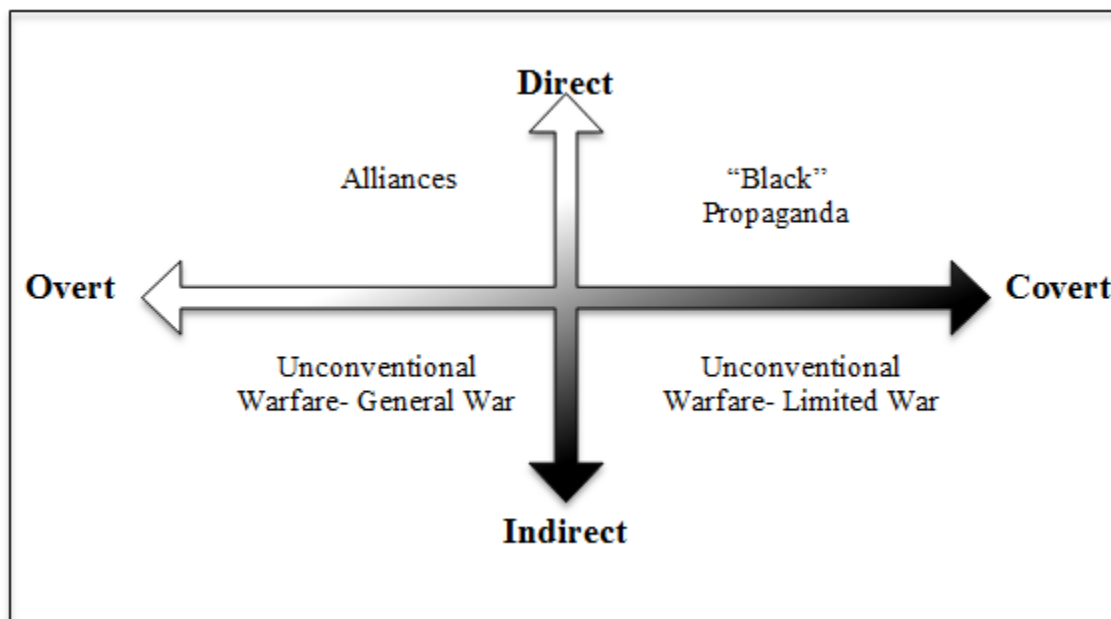 Direct
Alliances
“Black”
Propaganda
Overt
Covert
Unconventional
Warfare- General War
Unconventional
Warfare- Limited War
Indirect